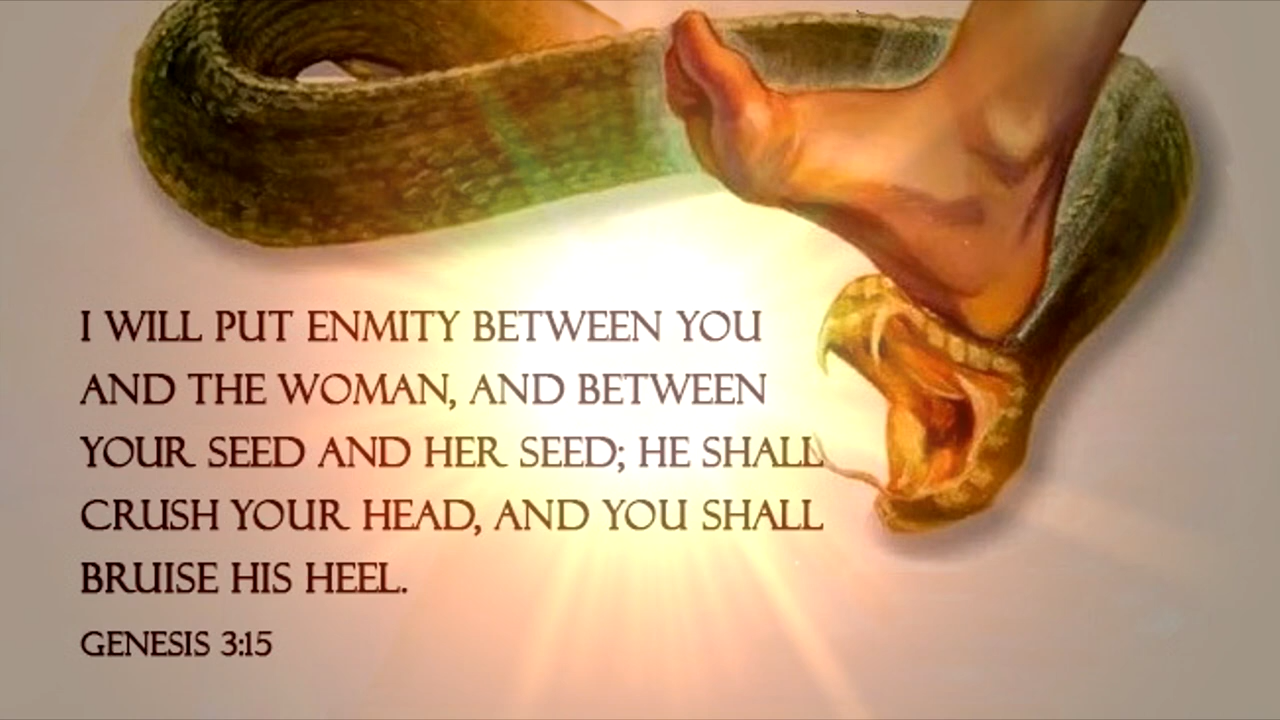 I WILL PUT ENMITY BETWEEN YOU
AND THE WOMAN, AND BETWEEN
YOUR SEED AND HER SEED; HE SHALL
CRUSH YOUR HEAD, AND YOU SHALL
BRUISE HIS HEEL.
GENESIS 3:15